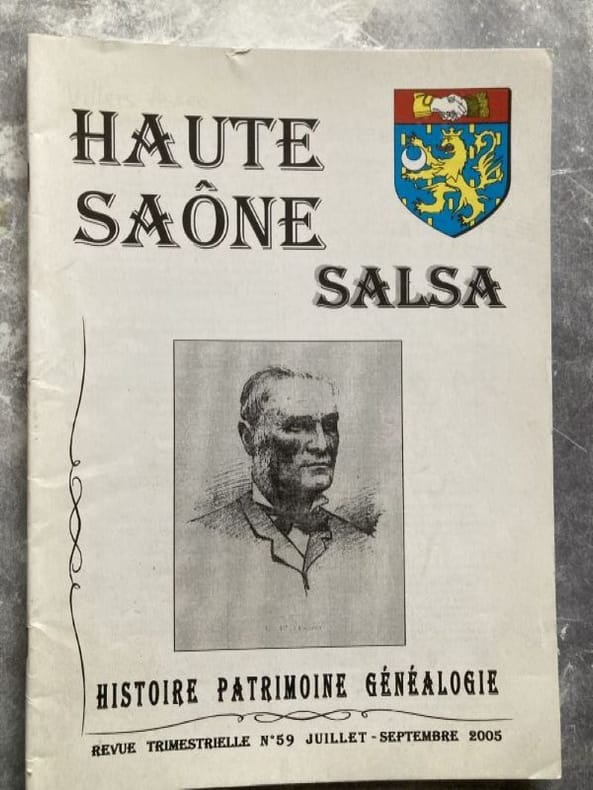 HAUTE
SAÔNE
SALSA
HISTOIRE PATRIMOINE GÉNÉALOGIE
REVUE TRIMESTRIELLE N°59 JUILLET - SEPTEMBRE 2005